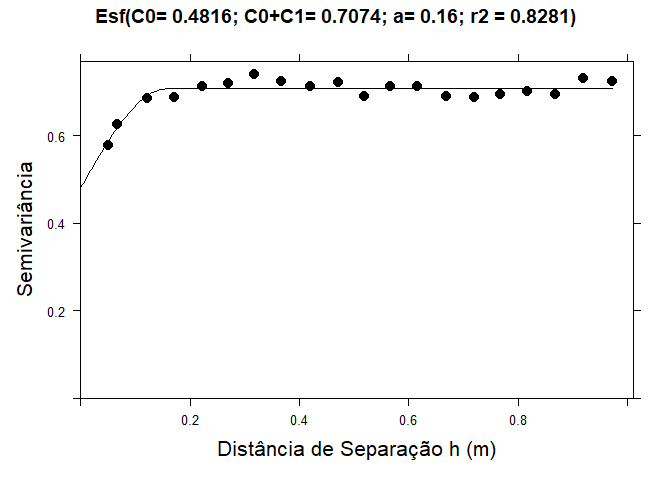 Esf(C0= 0.4816; C0+C1= 0.7074; a= 0.16; r2 = 0.8281)
0.6
0.4
0.2
Semivariância
0.2 0.4 0.6 0.8
Distância de Separação h (m)